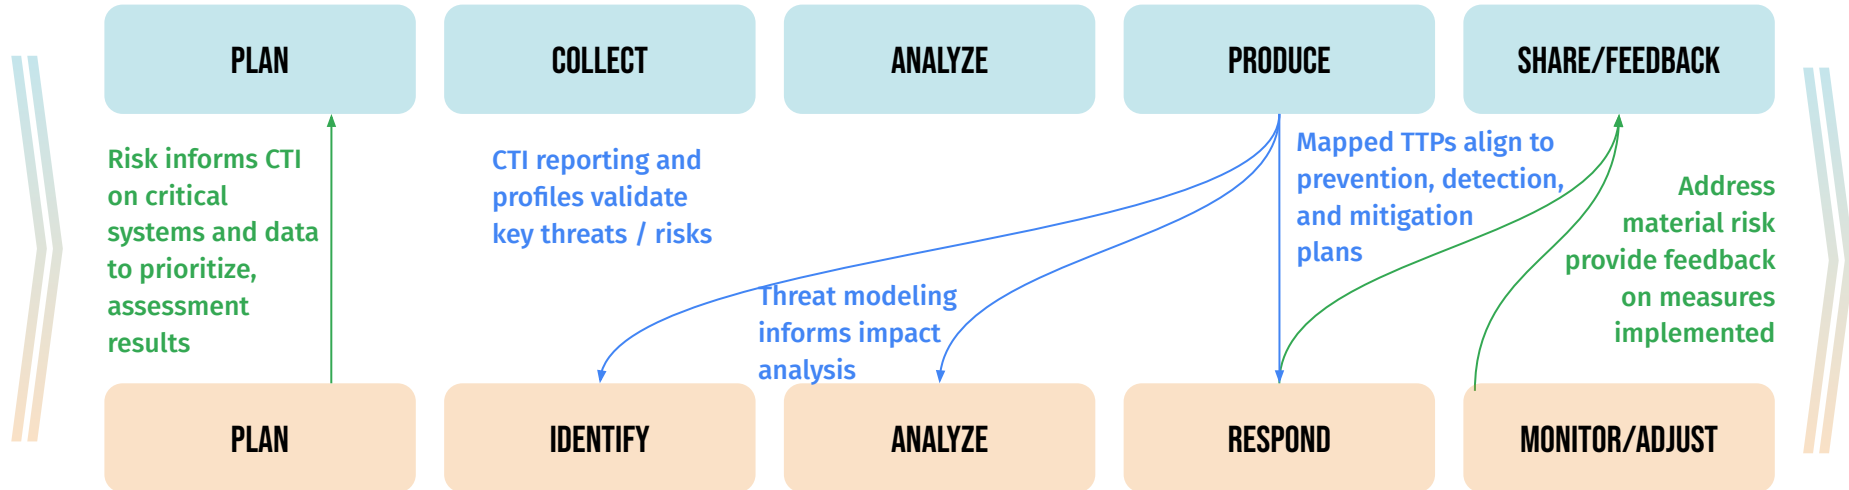 PLAN
COLLECT
ANALYZE
PRODUCE
SHARE/FEEDBACK
Risk informs CTI
on critical
systems and data
to prioritize,
assessment
results
CTI reporting and
profiles validate
key threats / risks
Threat modeling
informs impact
analysis
Mapped TTPs align to
prevention, detection,
and mitigation
plans
Address
material risk
provide feedback
on measures
implemented
PLAN
IDENTIFY
ANALYZE
RESPOND
MONITOR/ADJUST